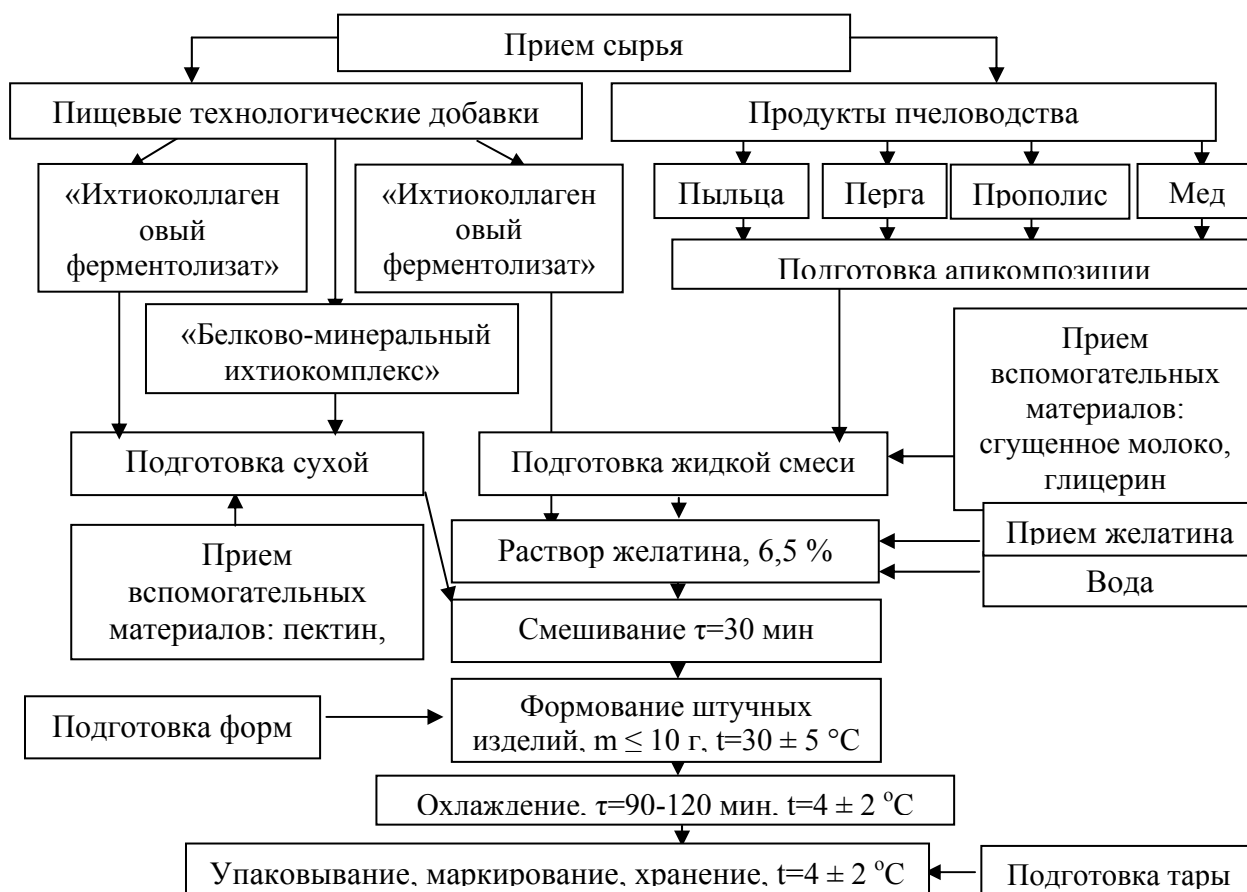 Прием сырья
Пищевые технологические добавки
Продукты пчеловодства
«Ихтиоколлаген
овый
ферментолизат»
«Ихтиоколлаген
овый
ферментолизат»
Пыльца
Перга
Прополис
Мед
Подготовка апикомпозиции
«Белково-минеральный
ихтиокомплекс»
Прием
вспомогательных
материалов:
сгущенное молоко,
глицерин
Подготовка сухой
Подготовка жидкой смеси
Прием
вспомогательных
материалов: пектин,
Раствор желатина, 6,5 %
Прием желатина
Вода
Смешивание τ=30 мин
Подготовка форм
Формование штучных
изделий, m ≤ 10 г, t=30 ± 5 °C
Охлаждение, τ=90-120 мин, t=4 ± 2 °C
Упаковывание, маркирование, хранение, t=4 ± 2 °C
Подготовка тары